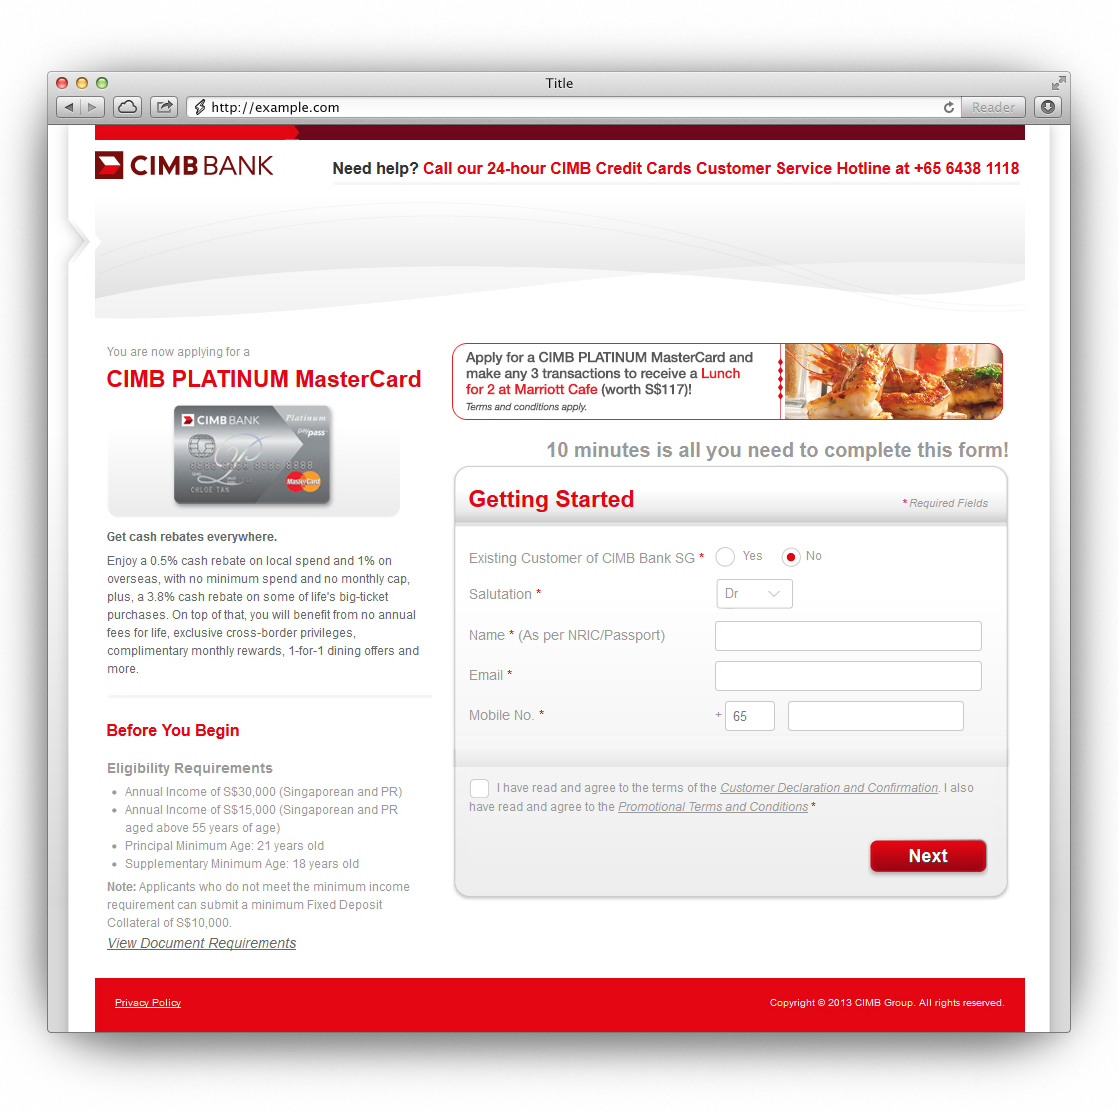 Title
http://example.com
Reader
CIMB BANK
Need help? Call our 24-hour CIMB Credit Cards Customer Service Hotline at +65 6438 1118
You are now applying for a
CIMB PLATINUM MasterCard
CIMB BANK
Platinum
paypass
8888 8888 8888 8888
CHLOE TAN
MasterCard
Get cash rebates everywhere.
Enjoy a 0.5% cash rebate on local spend and 1% on
overseas, with no minimum spend and no monthly cap,
plus, a 3.8% cash rebate on some of life's big-ticket
purchases. On top of that, you will benefit from no annual
fees for life, exclusive cross-border privileges,
complimentary monthly rewards, 1-for-1 dining offers and
more.
Before You Begin
Eligibility Requirements
• Annual Income of S$30,000 (Singaporean and PR)
• Annual Income of S$15,000 (Singaporean and PR
aged above 55 years of age)
• Principal Minimum Age: 21 years old
• Supplementary Minimum Age: 18 years old
Note: Applicants who do not meet the minimum income
requirement can submit a minimum Fixed Deposit
Collateral of S$10,000.
View Document Requirements
Apply for a CIMB PLATINUM MasterCard and
make any 3 transactions to receive a Lunch
for 2 at Marriott Cafe (worth S$117)!
Terms and conditions apply.
10 minutes is all you need to complete this form!
Getting Started
* Required Fields
Existing Customer of CIMB Bank SG * Yes No
Salutation * Dr
Name * (As per NRIC/Passport)
Email *
Mobile No. * + 65
I have read and agree to the terms of the Customer Declaration and Confirmation. I also
have read and agree to the Promotional Terms and Conditions *
Next
Privacy Policy
Copyright © 2013 CIMB Group. All rights reserved.